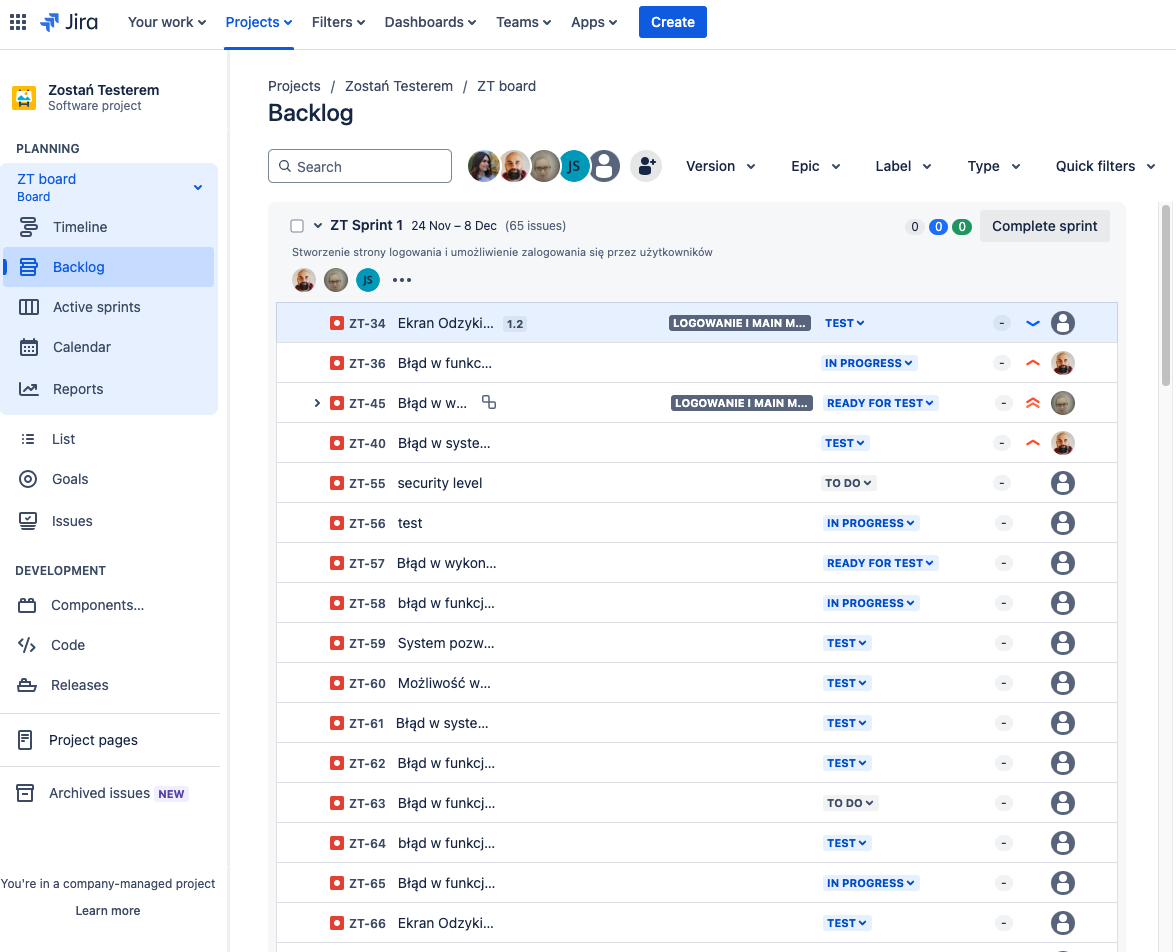 Jira Your work Projects Filters Dashboards Teams Apps Create
Zostań Testerem
Software project
PLANNING
ZT board
Board
Timeline
Backlog
Active sprints
Calendar
Reports
List
Goals
Issues
DEVELOPMENT
Components...
Code
Releases
Project pages
Archived issues NEW
You're in a company-managed project
Learn more
Projects / Zostań Testerem / ZT board
Backlog
Search JS Version Epic Label Type Quick filters
ZT Sprint 1 24 Nov – 8 Dec (65 issues) 0 0 0 Complete sprint
Stworzenie strony logowania i umożliwienie zalogowania się przez użytkowników
JS
ZT-34 Ekran Odzyki... 1.2 LOGOWANIE I MAIN M... TEST -
ZT-36 Błąd w funkc... IN PROGRESS -
ZT-45 Błąd w w... LOGOWANIE I MAIN M... READY FOR TEST -
ZT-40 Błąd w syste... TEST -
ZT-55 security level TO DO -
ZT-56 test IN PROGRESS -
ZT-57 Błąd w wykon... READY FOR TEST -
ZT-58 błąd w funkcj... IN PROGRESS -
ZT-59 System pozw... TEST -
ZT-60 Możliwość w... TEST -
ZT-61 Błąd w syste... TEST -
ZT-62 Błąd w funkcj... TEST -
ZT-63 Błąd w funkcj... TO DO -
ZT-64 błąd w funkcj... TEST -
ZT-65 Błąd w funkcj... IN PROGRESS -
ZT-66 Ekran Odzyki... TEST -